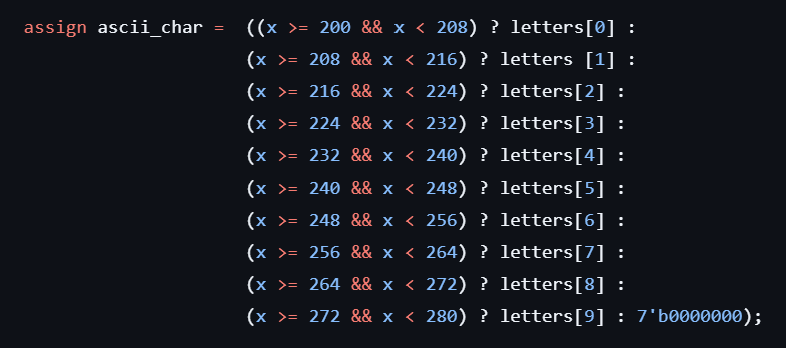 assign ascii_char =  ((x >= 200 && x < 208) ? letters[0] :
(x >= 208 && x < 216) ? letters [1] :
(x >= 216 && x < 224) ? letters[2] :
(x >= 224 && x < 232) ? letters[3] :
(x >= 232 && x < 240) ? letters[4] :
(x >= 240 && x < 248) ? letters[5] :
(x >= 248 && x < 256) ? letters[6] :
(x >= 256 && x < 264) ? letters[7] :
(x >= 264 && x < 272) ? letters[8] :
(x >= 272 && x < 280) ? letters[9] : 7'b0000000);